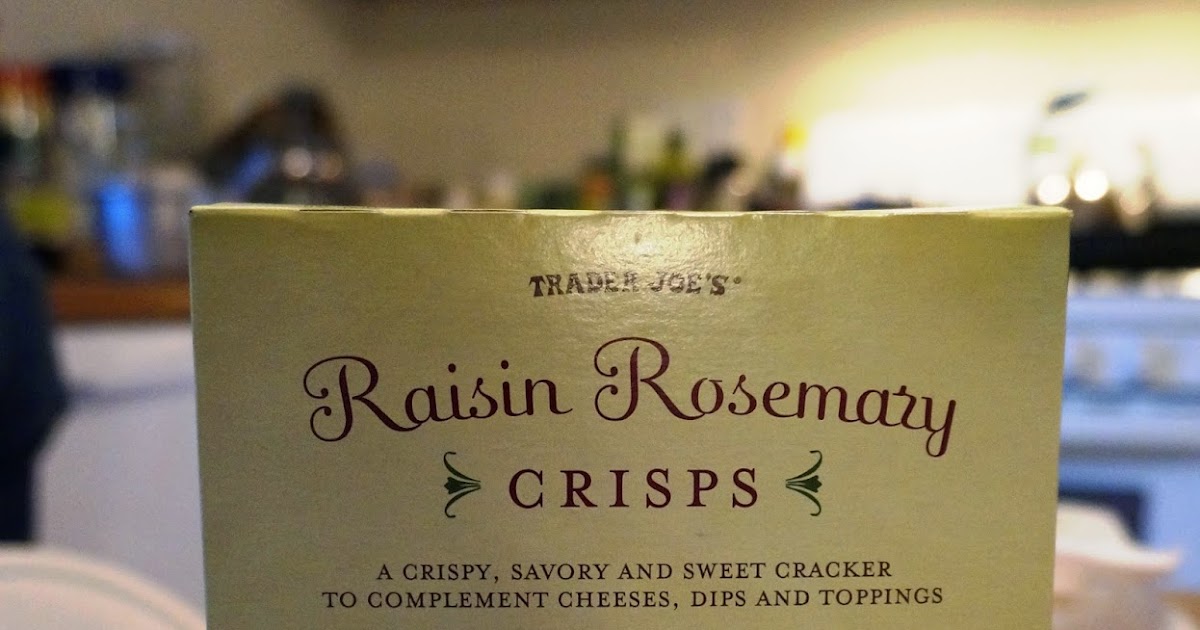 TRADER JOE'S®
Raisin Rosemary
CRISPS
A CRISPY, SAVORY AND SWEET CRACKER
TO COMPLEMENT CHEESES, DIPS AND TOPPINGS